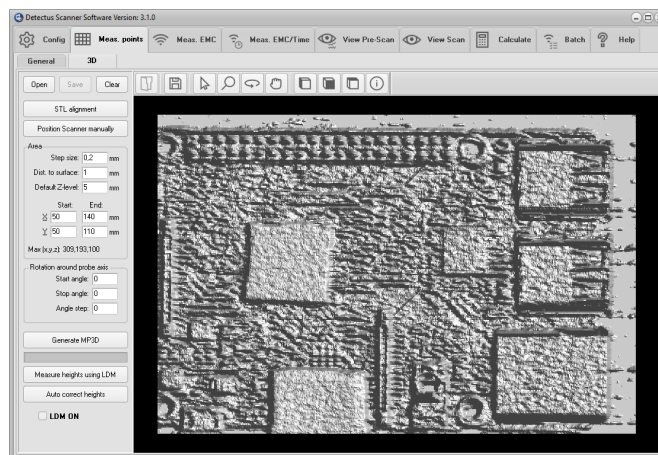 Detectus Scanner Software Version: 3.1.0
Config Meas. points Meas. EMC Meas. EMC/Time View Pre-Scan View Scan Calculate Batch Help
General 3D
Open Save Clear
STL alignment
Position Scanner manually
Area
Step size: 0,2 mm
Dist. to surface: 1 mm
Default Z-level: 5 mm
Start: End:
X 50 140 mm
Y 50 110 mm
Max (x,y,z): 309,193,100
Rotation around probe axis
Start angle: 0
Stop angle: 0
Angle step: 0
Generate MP3D
Measure heights using LDM
Auto correct heights
LDM ON